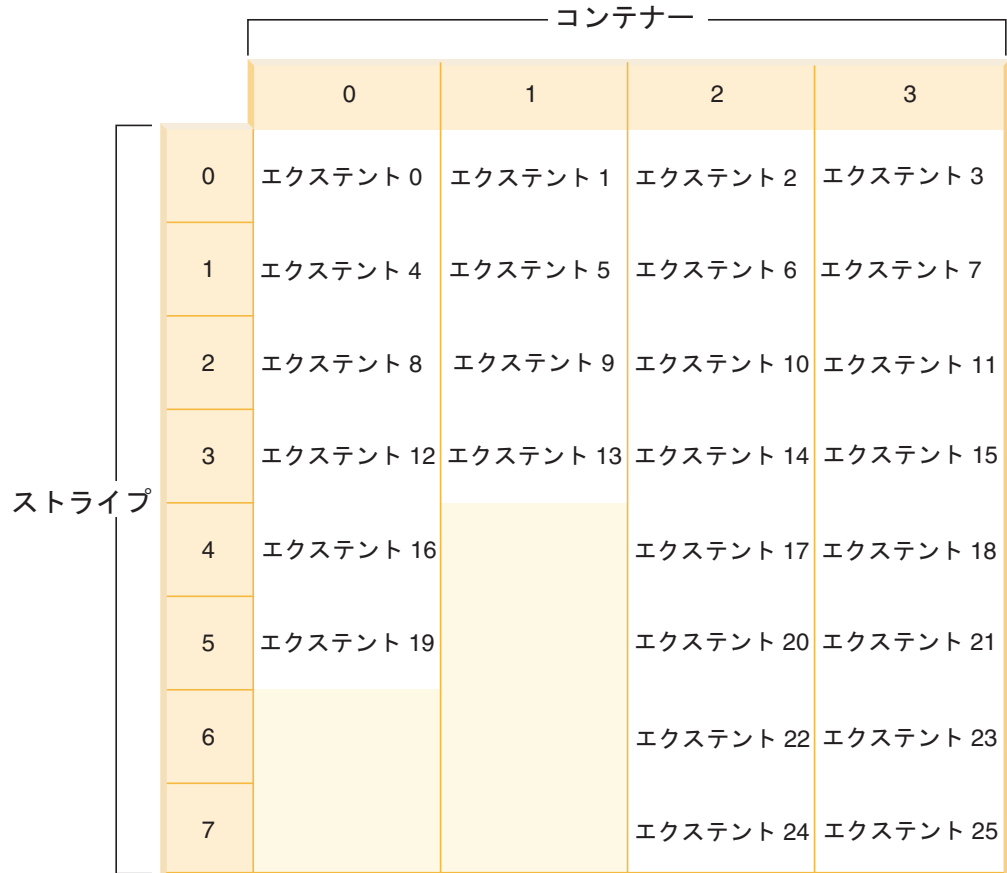 コンテナー
0 1 2 3
0 エクステント 0 エクステント 1 エクステント 2 エクステント 3
1 エクステント 4 エクステント 5 エクステント 6 エクステント 7
2 エクステント 8 エクステント 9 エクステント 10 エクステント 11
3 エクステント 12 エクステント 13 エクステント 14 エクステント 15
ストライプ
4 エクステント 16 エクステント 17 エクステント 18
5 エクステント 19 エクステント 20 エクステント 21
6 エクステント 22 エクステント 23
7 エクステント 24 エクステント 25